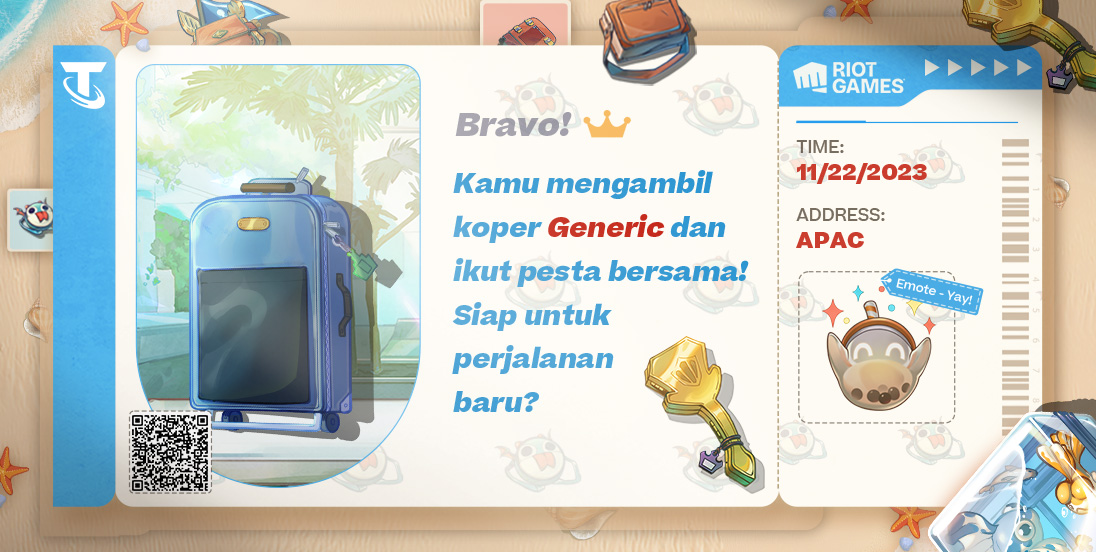 RIOT
GAMES
Bravo!
Kamu mengambil
koper Generic dan
ikut pesta bersama!
Siap untuk
perjalanan
baru?
TIME:
11/22/2023
ADDRESS:
APAC
Emote - Yay!